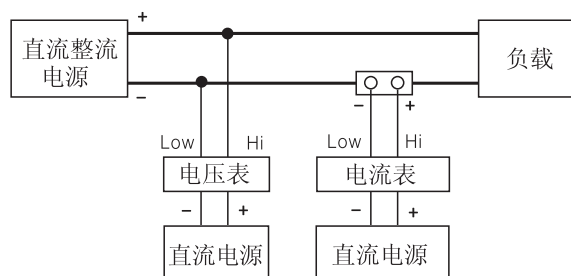 +
直流整流
电源
负载
−
− +
Low Hi Low Hi
电压表 电流表
− + − +
直流电源 直流电源